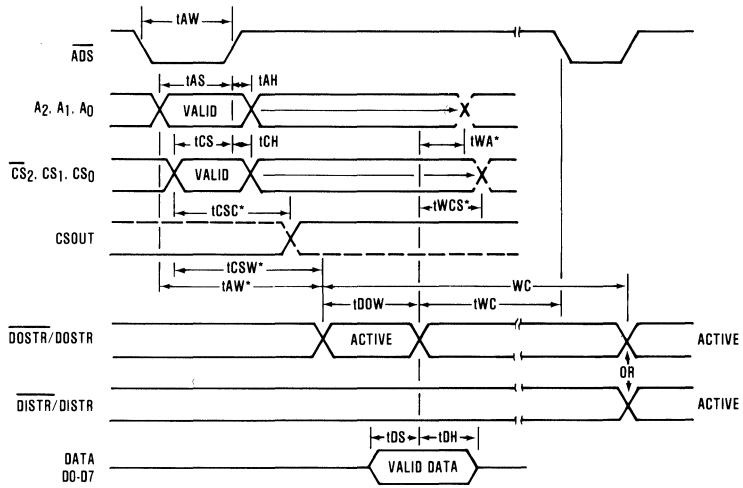 tAW
ADS
tAS tAH
A2, A1, A0 VALID
tWA*
tCS tCH
CS2, CS1, CS0 VALID
tWCS*
tCSC*
CSOUT
tCSW*
tAW* WC
tDOW tWC
DOSTR/DOSTR ACTIVE ACTIVE
OR
DISTR/DISTR ACTIVE
tDS tDH
DATA
D0-D7 VALID DATA